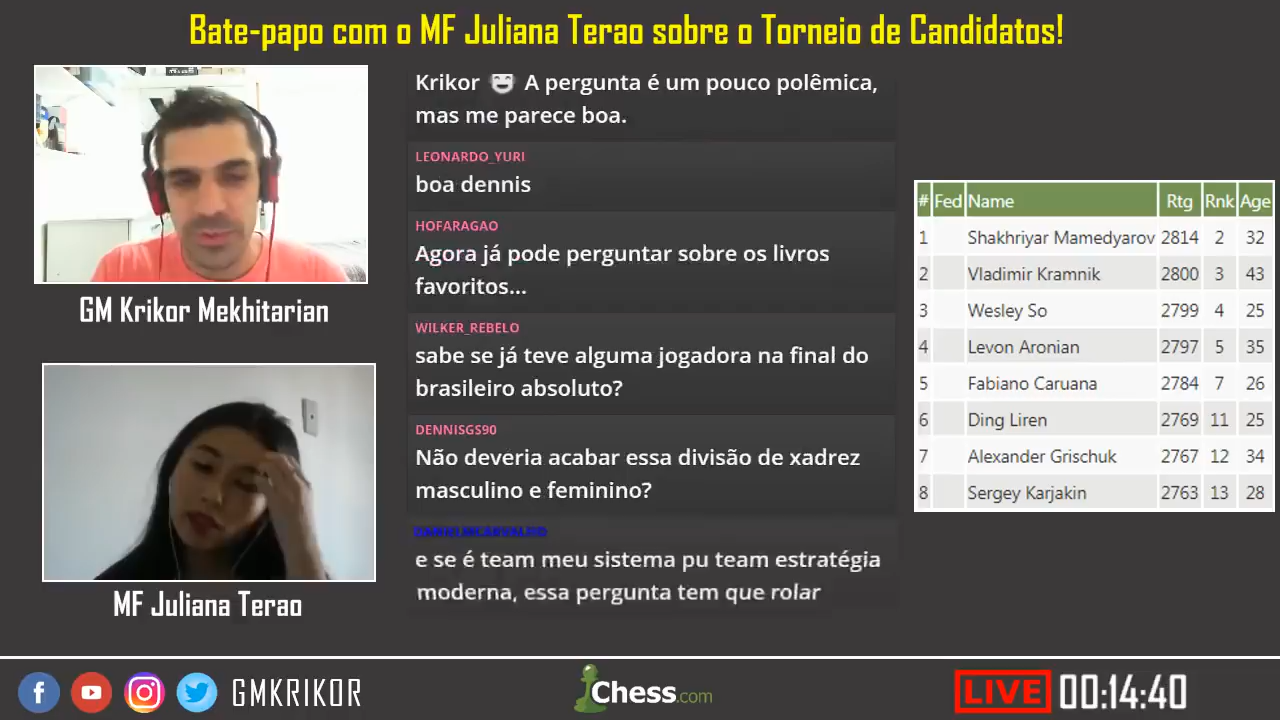 Bate-papo com o MF Juliana Terao sobre o Torneio de Candidatos!
GM Krikor Mekhitarian
MF Juliana Terao
Krikor A pergunta é um pouco polêmica,
mas me parece boa.
LEONARDO_YURI
boa dennis
HOFARAGAO
Agora já pode perguntar sobre os livros
favoritos...
WILKER_REBELO
sabe se já teve alguma jogadora na final do
brasileiro absoluto?
DENNISGS90
Não deveria acabar essa divisão de xadrez
masculino e feminino?
e se é team meu sistema pu team estratégia
moderna, essa pergunta tem que rolar
# Fed Name Rtg Rnk Age
1 Shakhriyar Mamedyarov 2814 2 32
2 Vladimir Kramnik 2800 3 43
3 Wesley So 2799 4 25
4 Levon Aronian 2797 5 35
5 Fabiano Caruana 2784 7 26
6 Ding Liren 2769 11 25
7 Alexander Grischuk 2767 12 34
8 Sergey Karjakin 2763 13 28
GMKRIKOR
Chess.com
LIVE 00:14:40